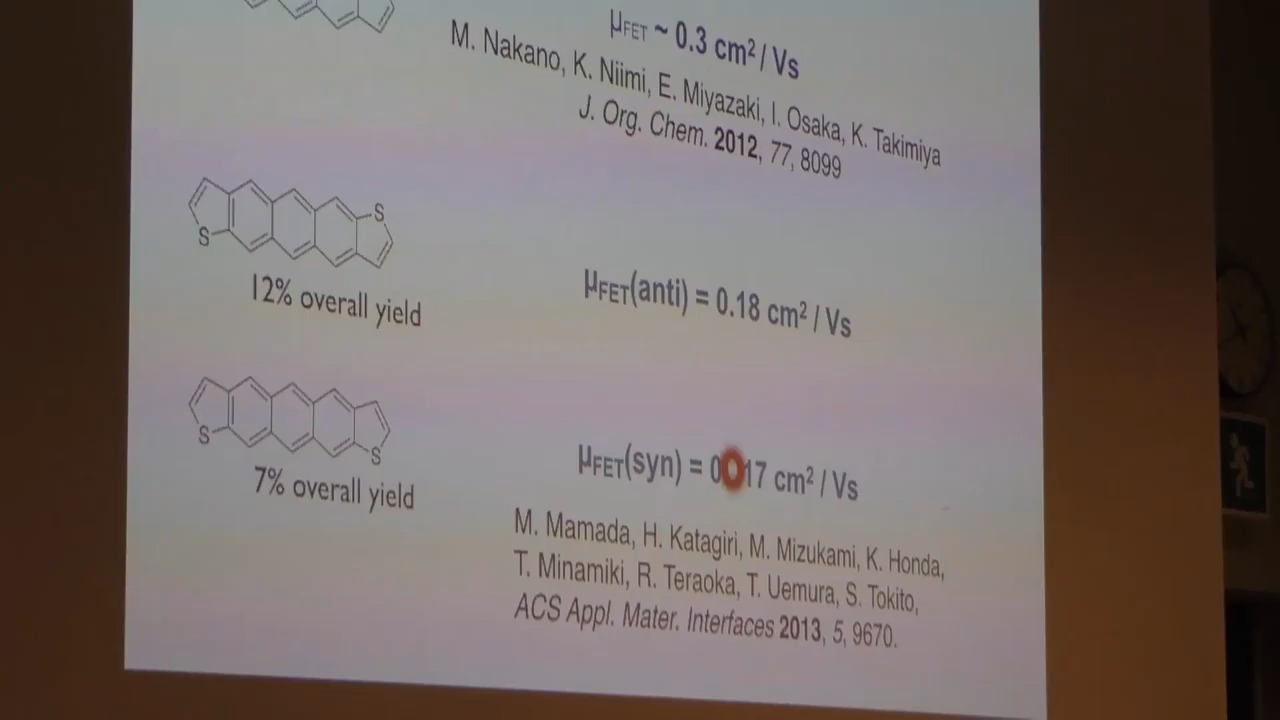 μFET ~ 0.3 cm² / Vs
M. Nakano, K. Niimi, E. Miyazaki, I. Osaka, K. Takimiya
J. Org. Chem. 2012, 77, 8099
S
S
12% overall yield
μFET(anti) = 0.18 cm² / Vs
S
S
7% overall yield
μFET(syn) = 17 cm² / Vs
M. Mamada, H. Katagiri, M. Mizukami, K. Honda,
T. Minamiki, R. Teraoka, T. Uemura, S. Tokito,
ACS Appl. Mater. Interfaces 2013, 5, 9670.